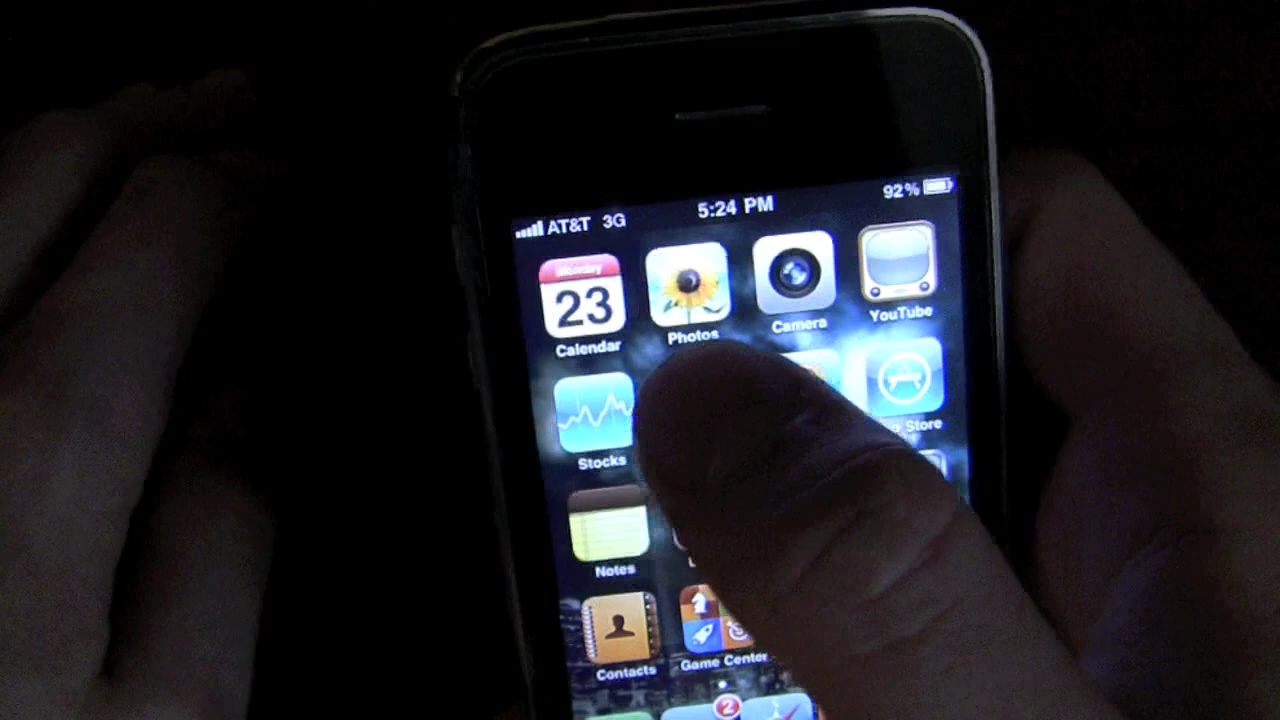 AT&T 3G 5:24 PM 92%
Monday
23
Calendar Photos Camera YouTube
Stocks Store
Notes
Contacts Game Center
2